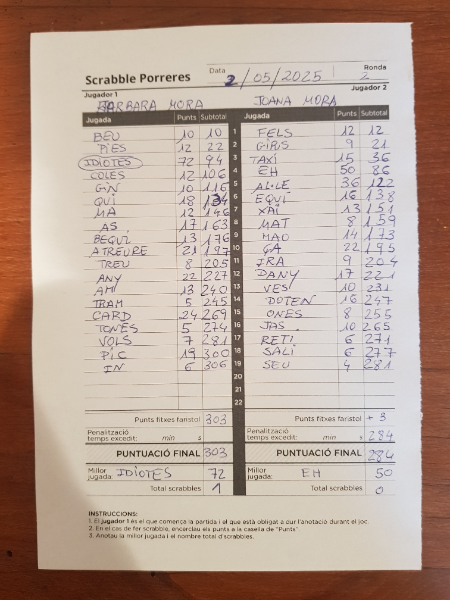 Scrabble Porreres Data 2/05/2025 Ronda 2
Jugador 1 Jugador 2
BÀRBARA MORA JOANA MORA
Jugada Punts Subtotal Jugada Punts Subtotal
BEU 10 10 1 FELS 12 12
PIES 12 22 2 GIRUS 9 21
IDIOTES 72 94 3 TAXI 15 36
COLES 12 106 4 EH 50 86
GIN 10 116 5 AL·LE 36 122
QUI 18 134 6 EQUI 16 138
MA 12 146 7 XAI 13 151
AS 17 163 8 MAT 8 159
BEGUI 13 176 9 MAO 14 173
ATREURE 21 197 10 ÇA 22 195
TREU 8 205 11 IRA 9 204
ANY 22 227 12 DANY 17 221
AMI 13 240 13 VES 10 231
TRAM 5 245 14 DOTEN 16 247
CARD 24 269 15 ONES 8 255
TONES 5 274 16 JAS 10 265
VOLS 7 281 17 RETI 6 271
PIC 19 300 18 SALI 6 277
IN 6 306 19 SEU 4 281
20
21
22
Punts fitxes faristol 303 Punts fitxes faristol + 3
Penalització temps excedit: min s Penalització temps excedit: min s 284
PUNTUACIÓ FINAL 303 PUNTUACIÓ FINAL 284
Millor jugada: IDIOTES 72 Millor jugada: EH 50
Total scrabbles 1 Total scrabbles 0
INSTRUCCIONS:
1. El jugador 1 és el que comença la partida i el que està obligat a dur l'anotació durant el joc.
2. En el cas de fer scrabble, encerclau els punts a la casella de "Punts".
3. Anotau la millor jugada i el nombre total d'scrabbles.